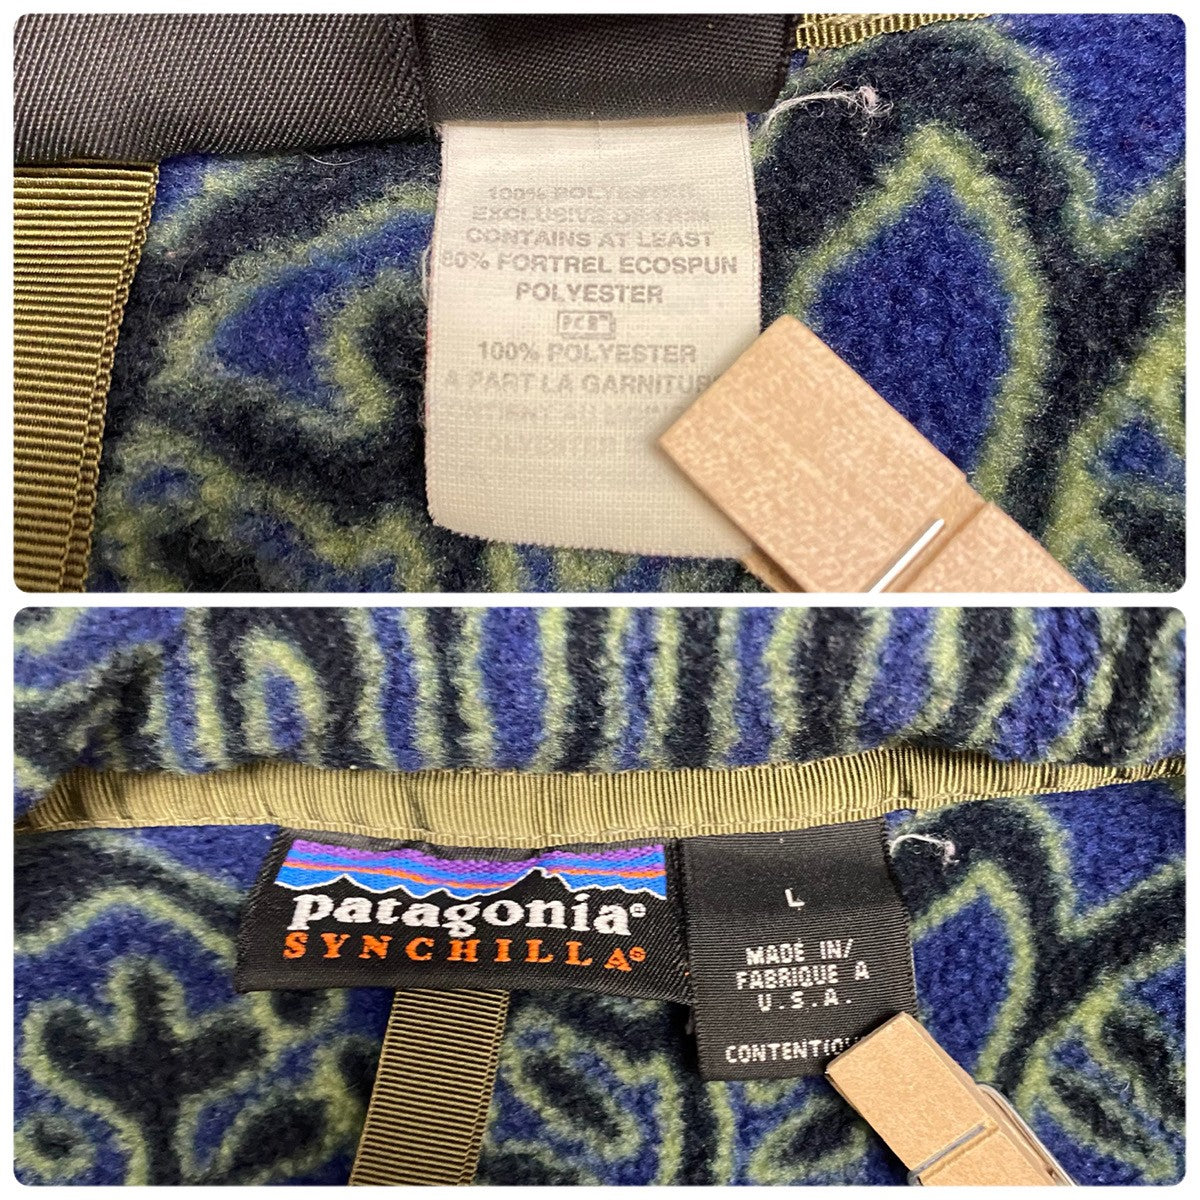 100% POLYESTER
EXCLUSIVE OF TRIM
CONTAINS AT LEAST
80% FORTREL ECOSPUN
POLYESTER
PCR™
100% POLYESTER
A PART LA GARNITURE
patagonia®
SYNCHILLA®
L
MADE IN/
FABRIQUE A
U.S.A.